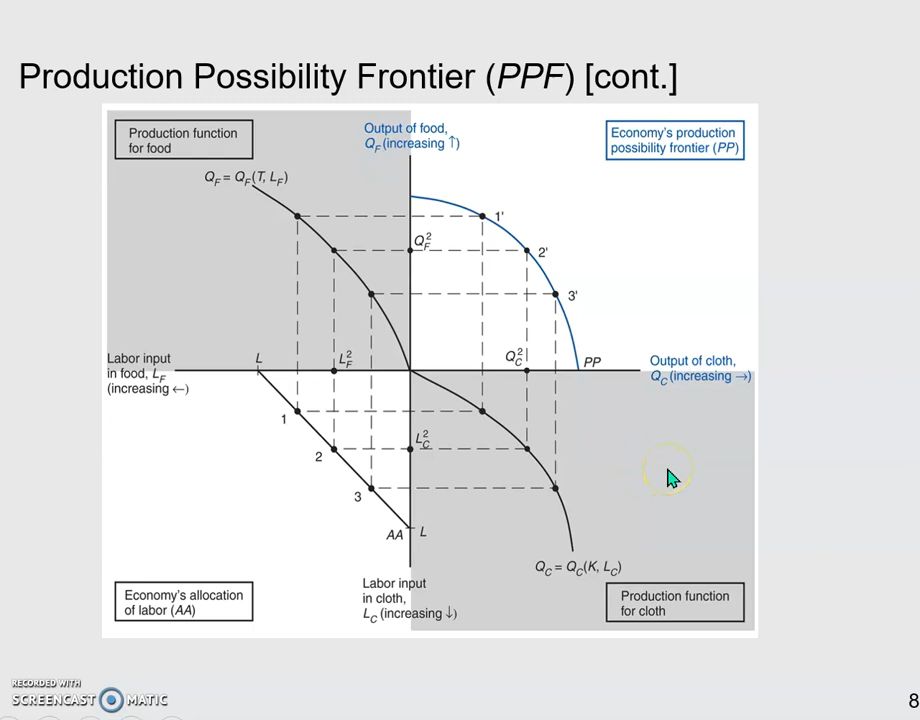 Production Possibility Frontier (PPF) [cont.]
Production function
for food
Output of food,
Q_F (increasing ↑)
Economy's production
possibility frontier (PP)
Q_F = Q_F(T, L_F)
1'
Q_F^2
2'
3'
Labor input
in food, L_F
(increasing ←)
L
L_F^2
Q_C^2
PP
Output of cloth,
Q_C (increasing →)
1
L_C^2
2
3
AA
L
Q_C = Q_C(K, L_C)
Economy's allocation
of labor (AA)
Labor input
in cloth,
L_C (increasing ↓)
Production function
for cloth
RECORDED WITH
SCREENCAST MATIC
8